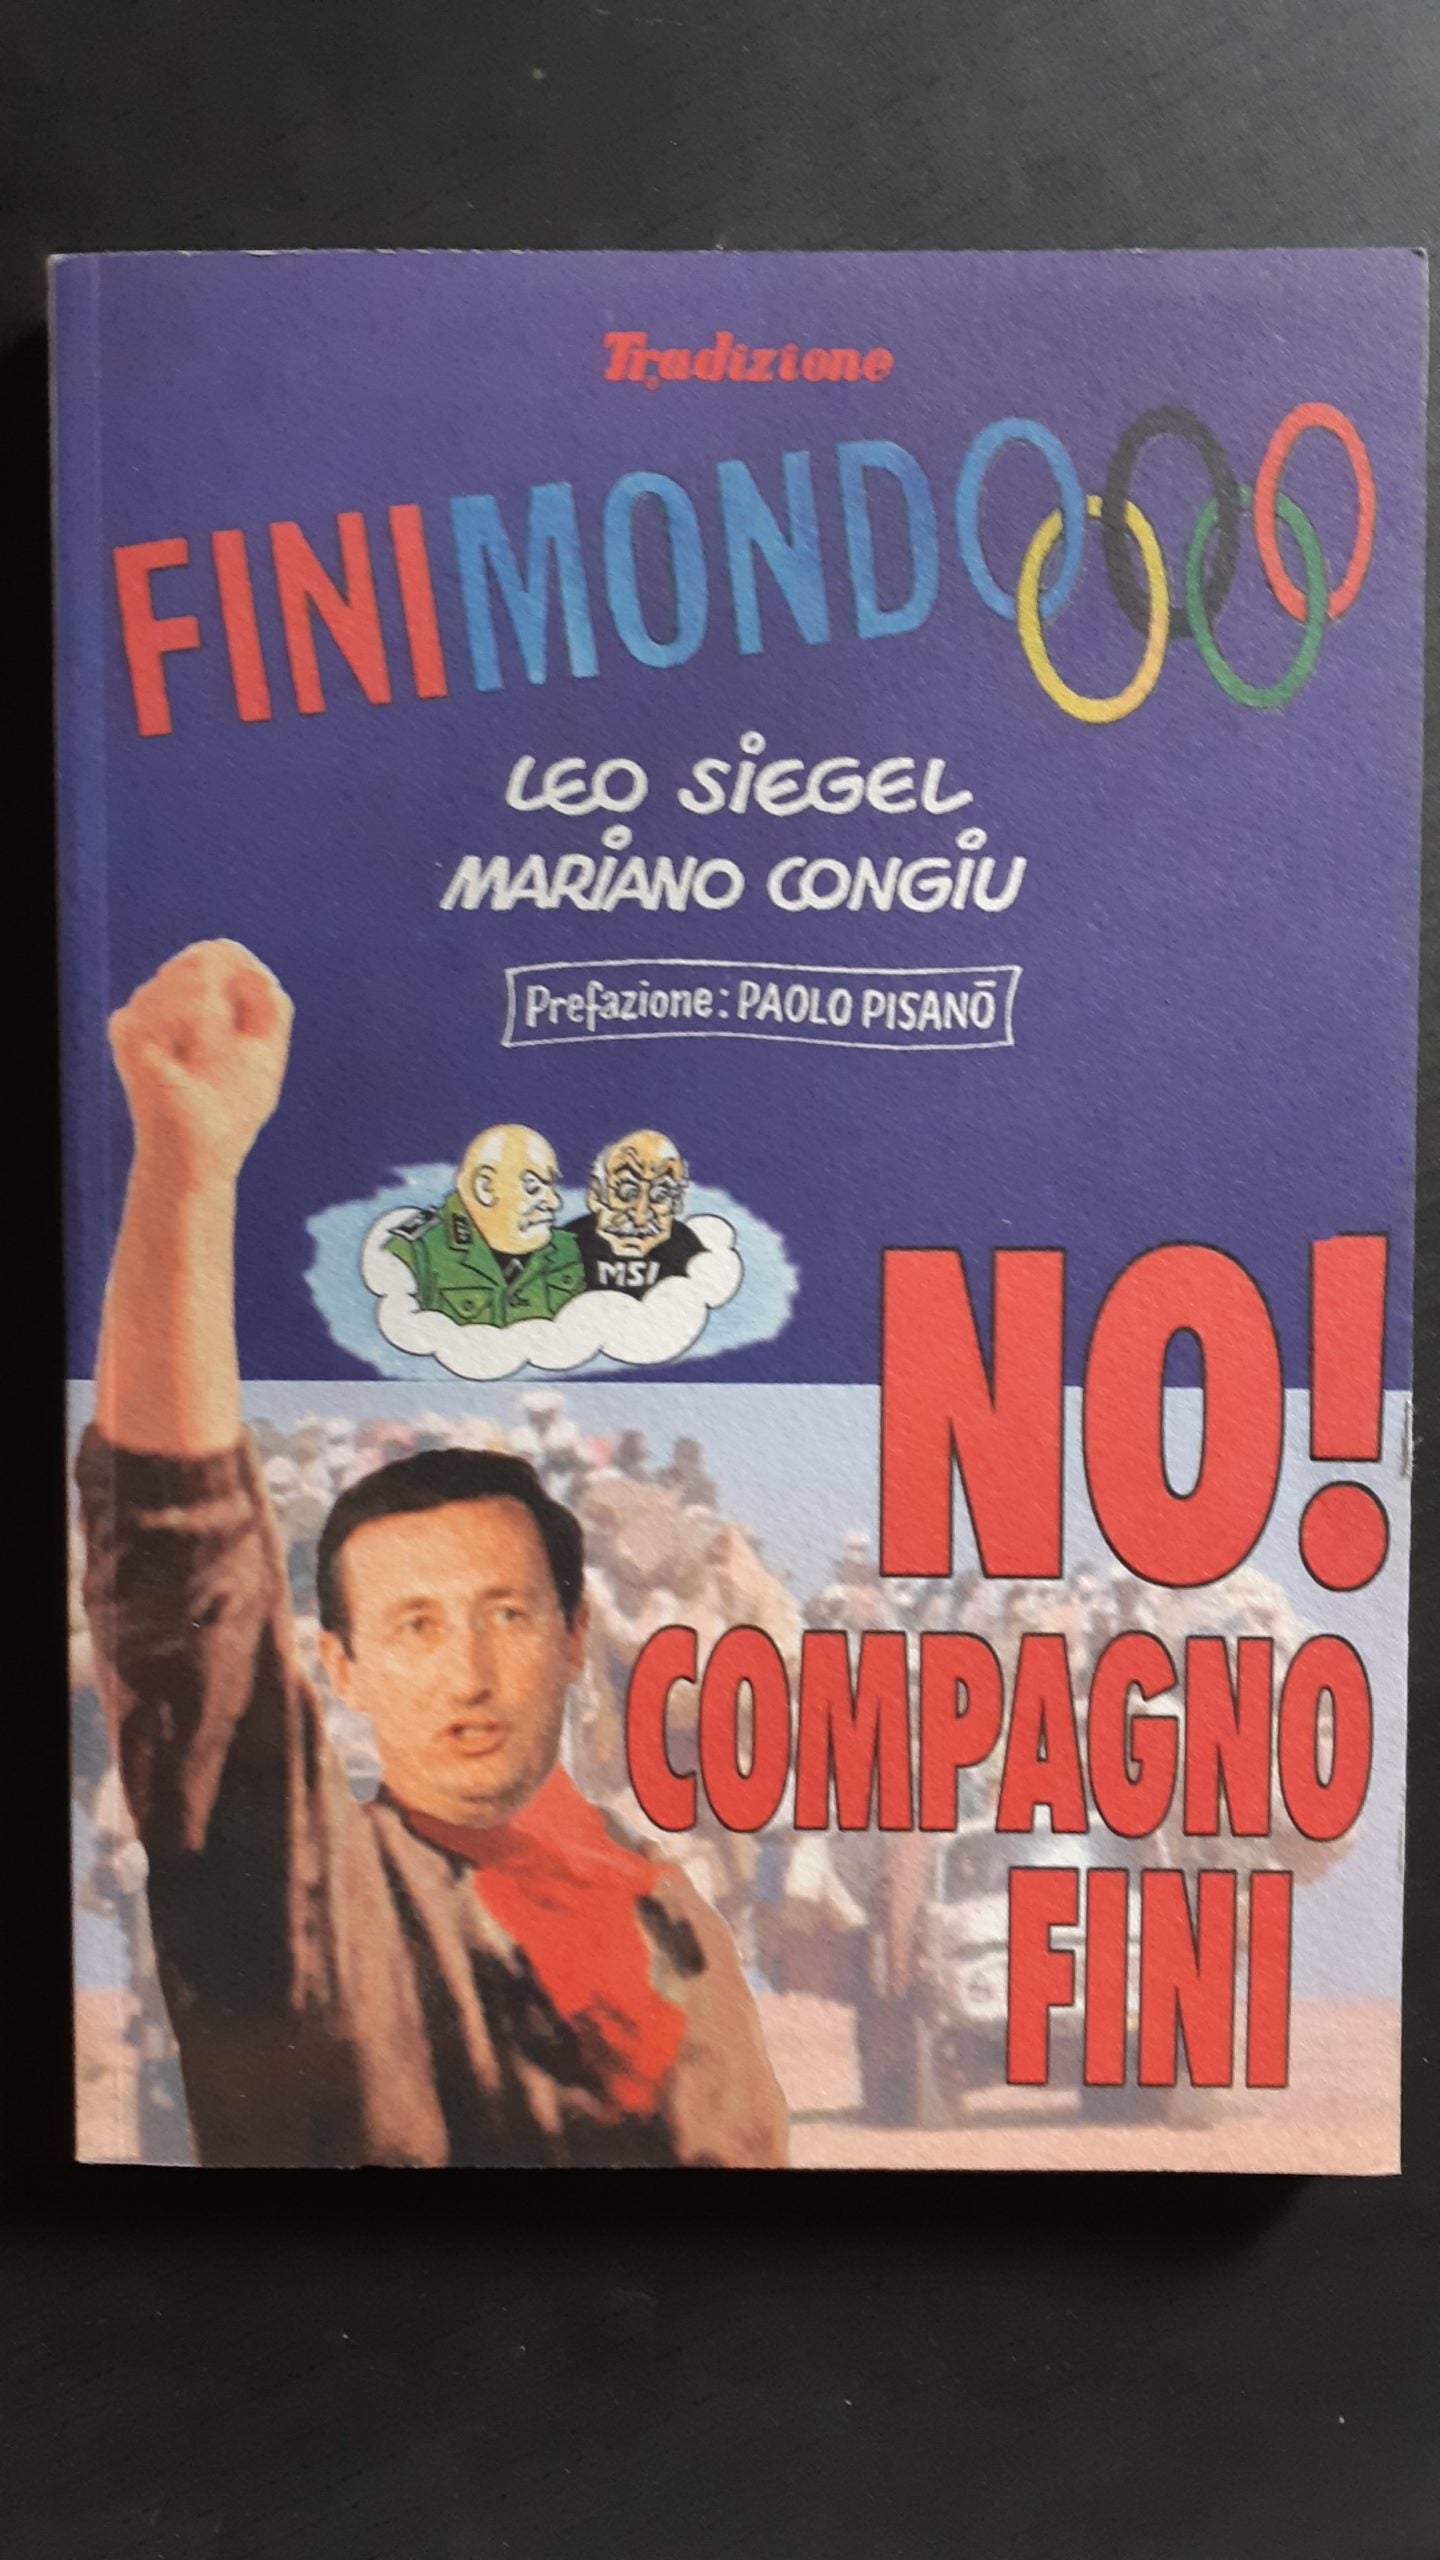 Tradizione
FINIMONDO
LEO SIEGEL
MARIANO CONGIU
Prefazione: PAOLO PISANÒ
MSI
NO!
COMPAGNO
FINI